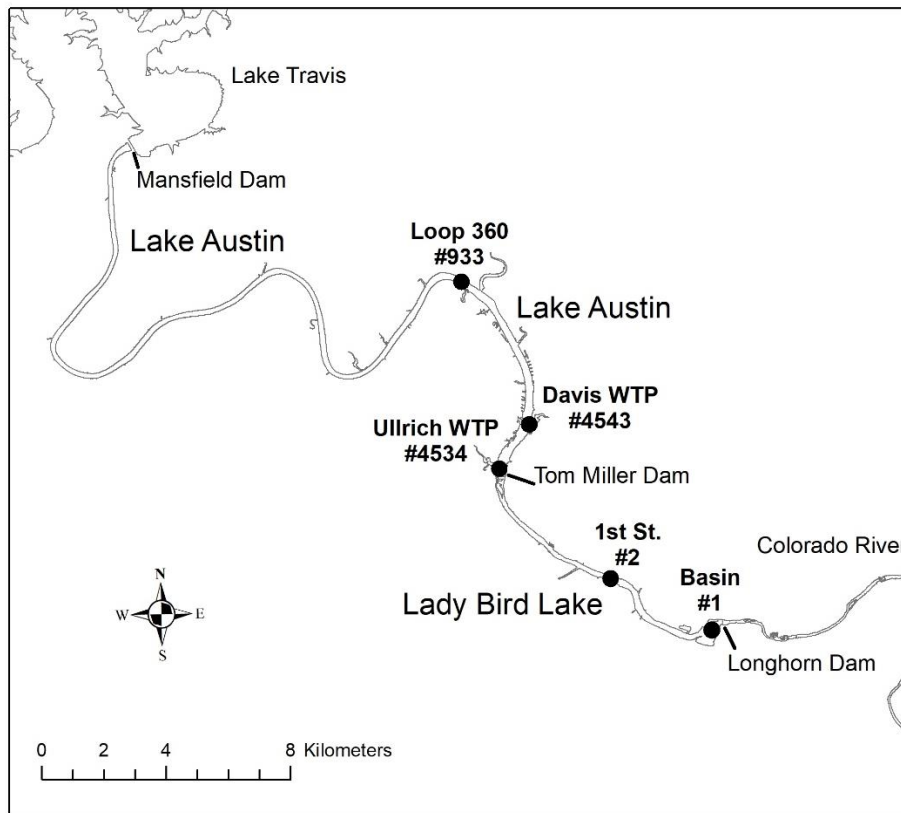 Lake Travis
Mansfield Dam
Lake Austin
Loop 360
#933
Lake Austin
Davis WTP
#4543
Ullrich WTP
#4534
Tom Miller Dam
1st St.
#2
Colorado River
Basin
#1
Lady Bird Lake
Longhorn Dam
N
W E
S
0 2 4 8 Kilometers